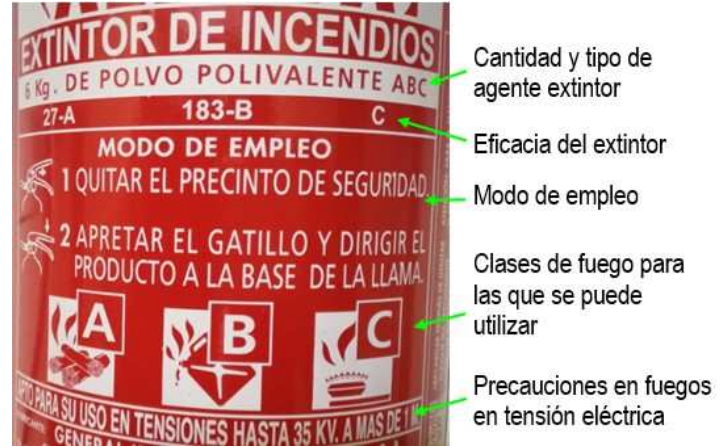 EXTINTOR DE INCENDIOS
6 Kg. DE POLVO POLIVALENTE ABC
27-A 183-B C
MODO DE EMPLEO
1 QUITAR EL PRECINTO DE SEGURIDAD.
2 APRETAR EL GATILLO Y DIRIGIR EL
PRODUCTO A LA BASE DE LA LLAMA.
A B C
APTO PARA SU USO EN TENSIONES HASTA 35 KV. A MAS DE 1 M
Cantidad y tipo de
agente extintor
Eficacia del extintor
Modo de empleo
Clases de fuego para
las que se puede
utilizar
Precauciones en fuegos
en tensión eléctrica